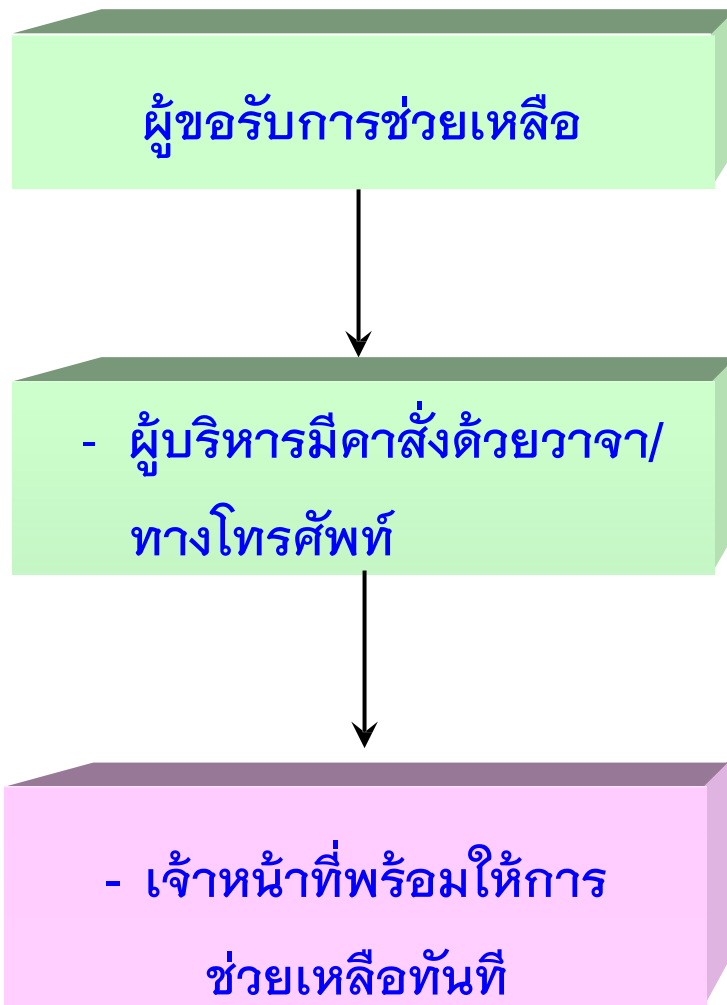 ผู้ขอรับการช่วยเหลือ
- ผู้บริหารมีคาสั่งด้วยวาจา/
ทางโทรศัพท์
- เจ้าหน้าที่พร้อมให้การ
ช่วยเหลือทันที